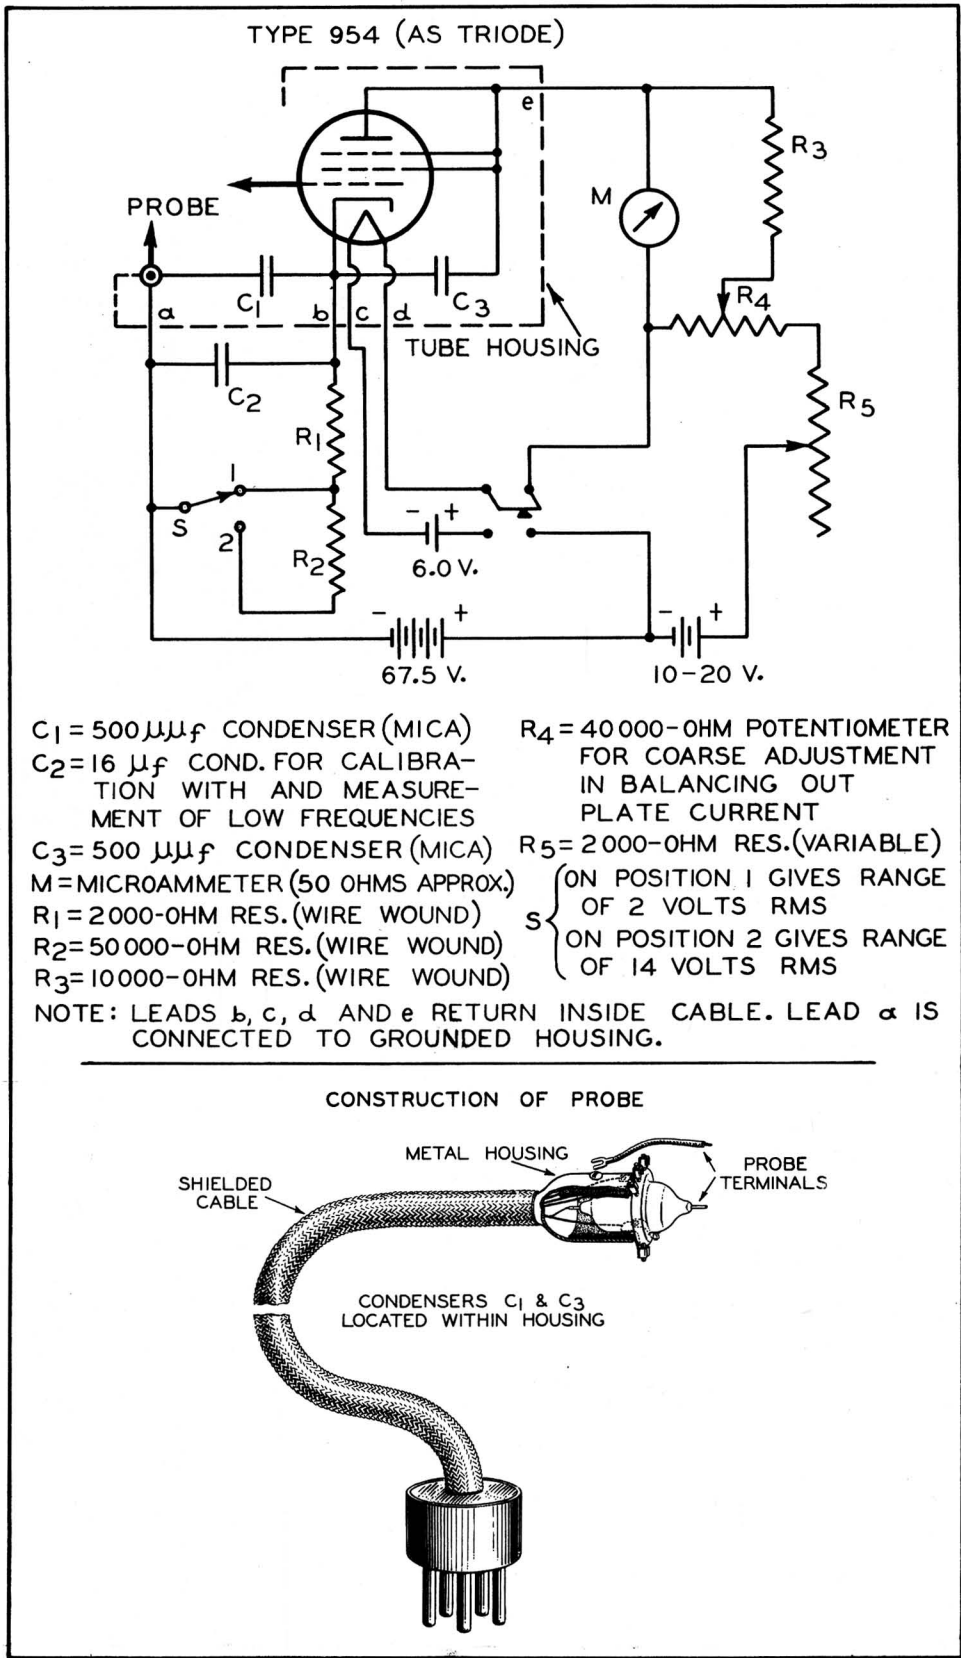 TYPE 954 (AS TRIODE)
e
R3
M
PROBE
C1
C3
R4
a
b
c
d
TUBE HOUSING
C2
R5
R1
1
S
2
R2
- +
6.0 V.
- +
67.5 V.
- +
10-20 V.
C1 = 500 μμf CONDENSER (MICA)
C2 = 16 μf COND. FOR CALIBRA-
TION WITH AND MEASURE-
MENT OF LOW FREQUENCIES
C3 = 500 μμf CONDENSER (MICA)
M = MICROAMMETER (50 OHMS APPROX.)
R1 = 2000-OHM RES. (WIRE WOUND)
R2 = 50000-OHM RES. (WIRE WOUND)
R3 = 10000-OHM RES. (WIRE WOUND)
R4 = 40000-OHM POTENTIOMETER
FOR COARSE ADJUSTMENT
IN BALANCING OUT
PLATE CURRENT
R5 = 2000-OHM RES. (VARIABLE)
S { ON POSITION 1 GIVES RANGE
OF 2 VOLTS RMS
ON POSITION 2 GIVES RANGE
OF 14 VOLTS RMS
NOTE: LEADS b, c, d AND e RETURN INSIDE CABLE. LEAD a IS
CONNECTED TO GROUNDED HOUSING.
CONSTRUCTION OF PROBE
METAL HOUSING
PROBE
TERMINALS
SHIELDED
CABLE
CONDENSERS C1 & C3
LOCATED WITHIN HOUSING